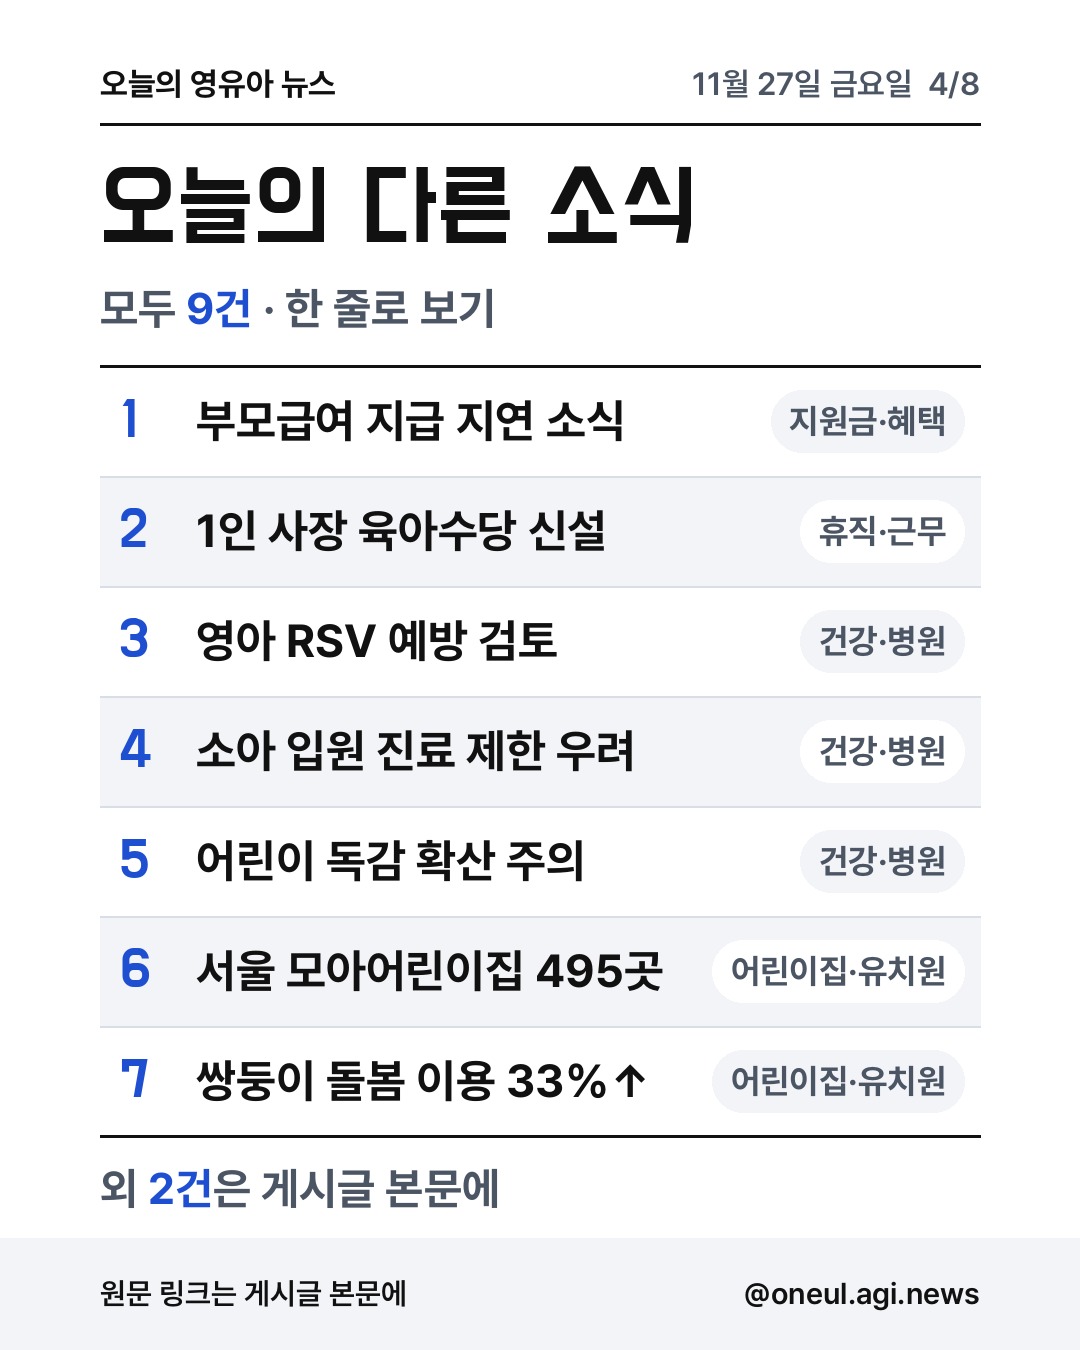 오늘의 영유아 뉴스
11월 27일 금요일 4/8
오늘의 다른 소식
모두 9건 · 한 줄로 보기
1 부모급여 지급 지연 소식 지원금·혜택
2 1인 사장 육아수당 신설 휴직·근무
3 영아 RSV 예방 검토 건강·병원
4 소아 입원 진료 제한 우려 건강·병원
5 어린이 독감 확산 주의 건강·병원
6 서울 모아어린이집 495곳 어린이집·유치원
7 쌍둥이 돌봄 이용 33%↑ 어린이집·유치원
외 2건은 게시글 본문에
원문 링크는 게시글 본문에
@oneul.agi.news